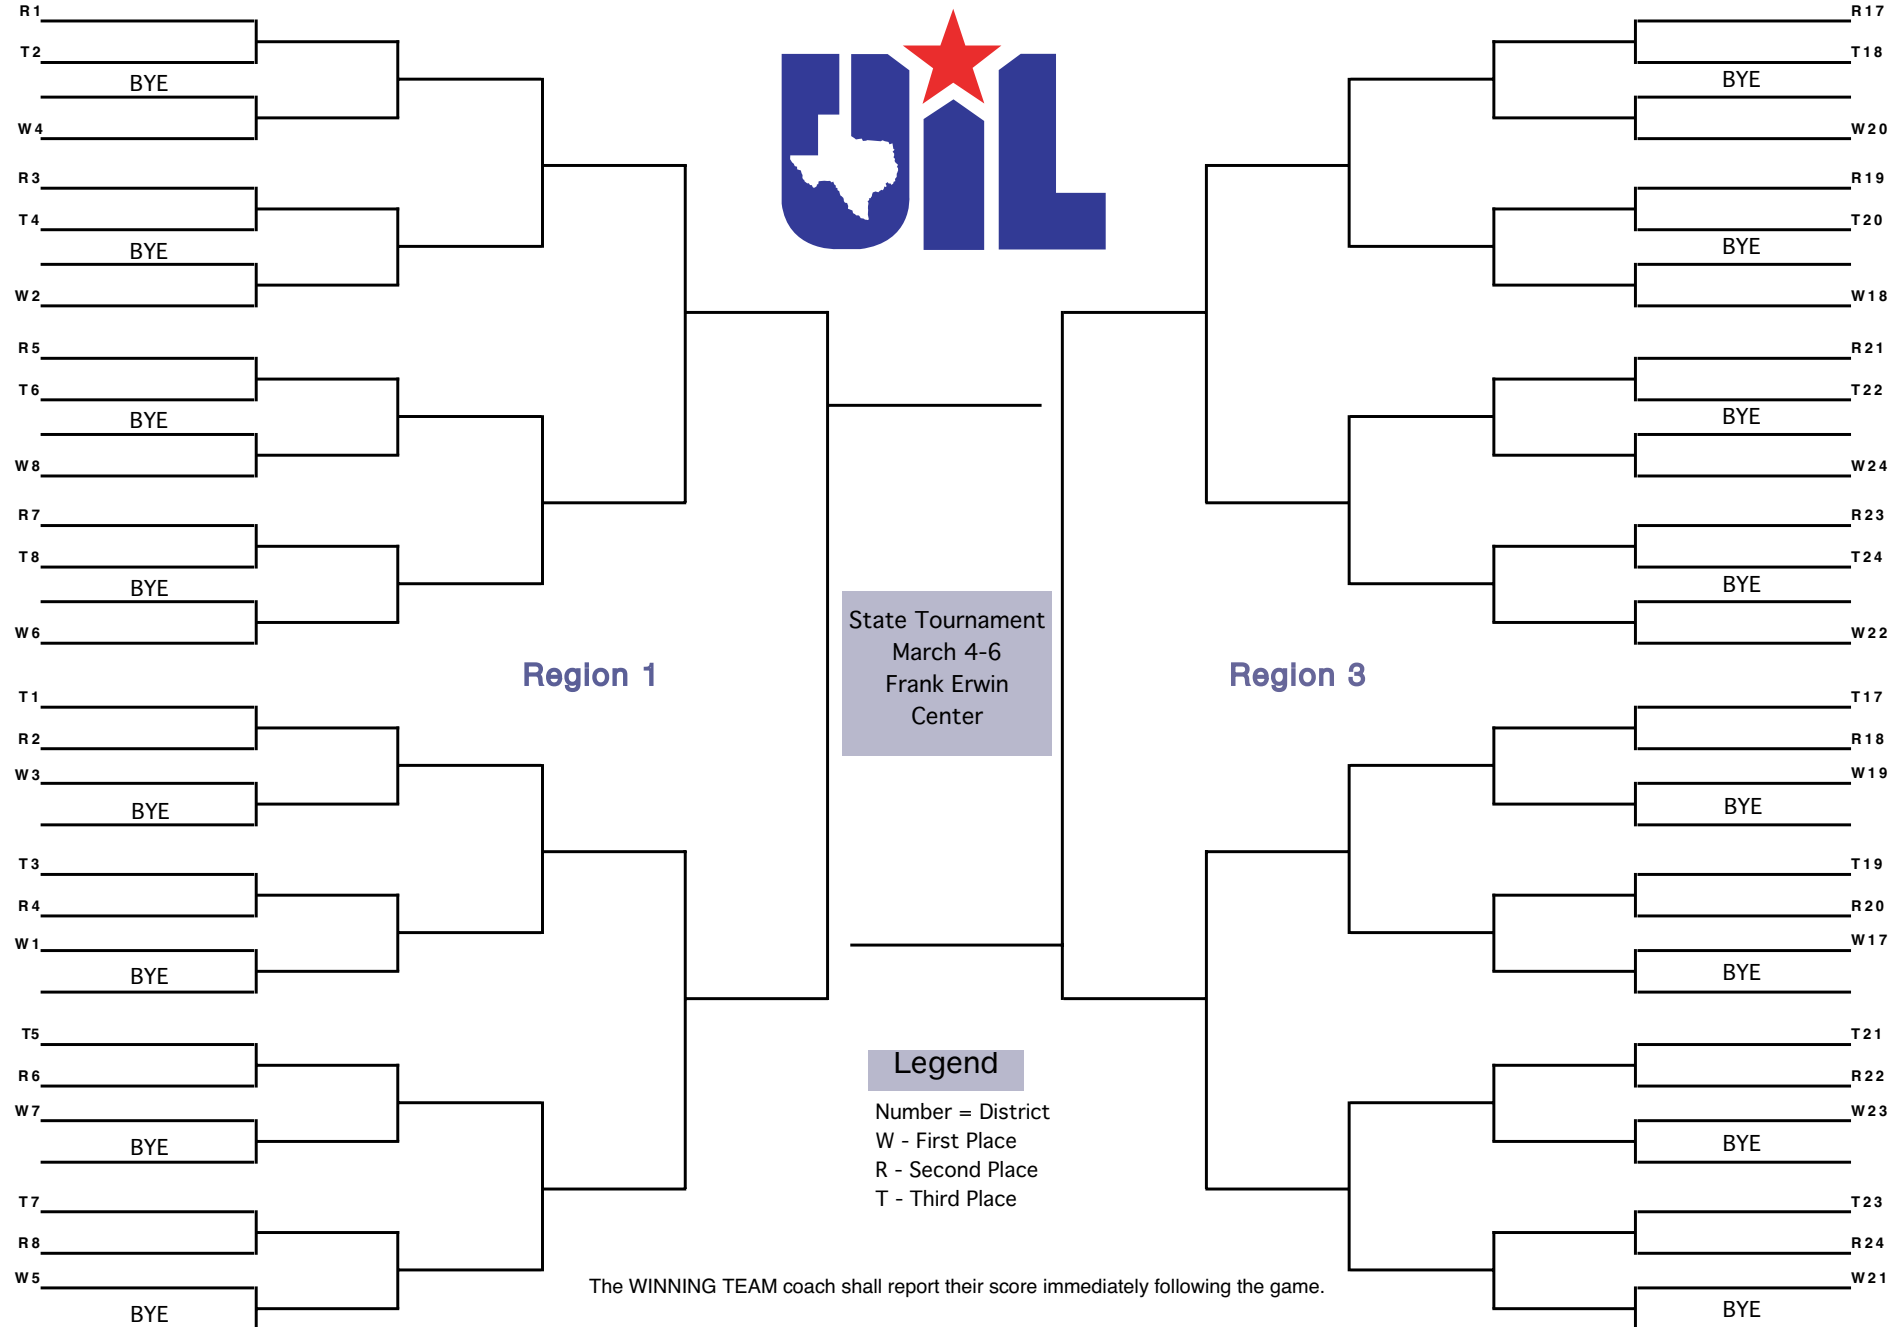 R1
T2
BYE
W4
R3
T4
BYE
W2
R5
T6
BYE
W8
R7
T8
BYE
W6
Region 1
T1
R2
W3
BYE
T3
R4
W1
BYE
T5
R6
W7
BYE
T7
R8
W5
BYE
UIL
State Tournament
March 4-6
Frank Erwin
Center
Legend
Number = District
W - First Place
R - Second Place
T - Third Place
The WINNING TEAM coach shall report their score immediately following the game.
R17
T18
BYE
W20
R19
T20
BYE
W18
R21
T22
BYE
W24
R23
T24
BYE
W22
Region 3
T17
R18
W19
BYE
T19
R20
W17
BYE
T21
R22
W23
BYE
T23
R24
W21
BYE